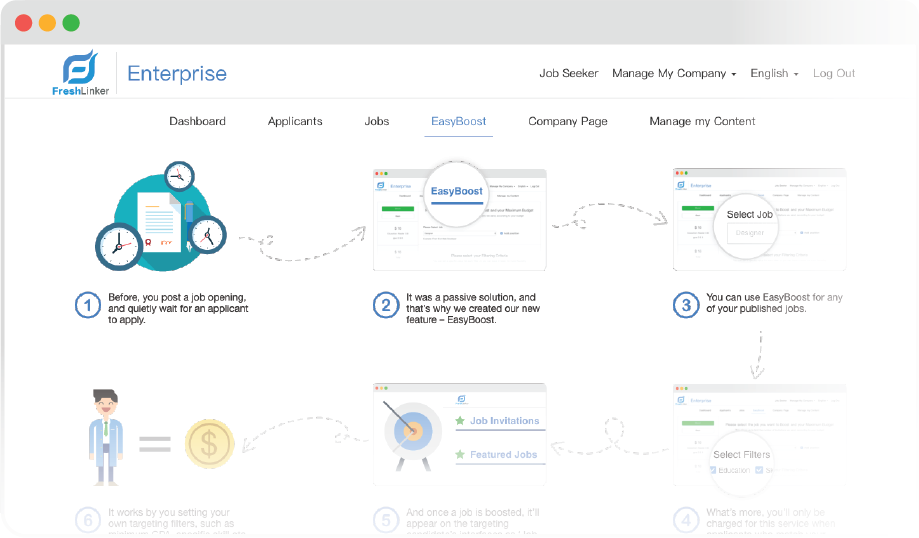 FreshLinker
Enterprise
Job Seeker Manage My Company English Log Out
Dashboard Applicants Jobs EasyBoost Company Page Manage my Content
EasyBoost
Select Job
Designer
1 Before, you post a job opening,
and quietly wait for an applicant
to apply.
2 It was a passive solution, and
that's why we created our new
feature – EasyBoost.
3 You can use EasyBoost for any
of your published jobs.
Job Invitations
Featured Jobs
Select Filters
Education
6 It works by you setting your
own targeting filters, such as
5 And once a job is boosted, it'll
appear on the targeting
4 What's more, you'll only be
charged for this service when